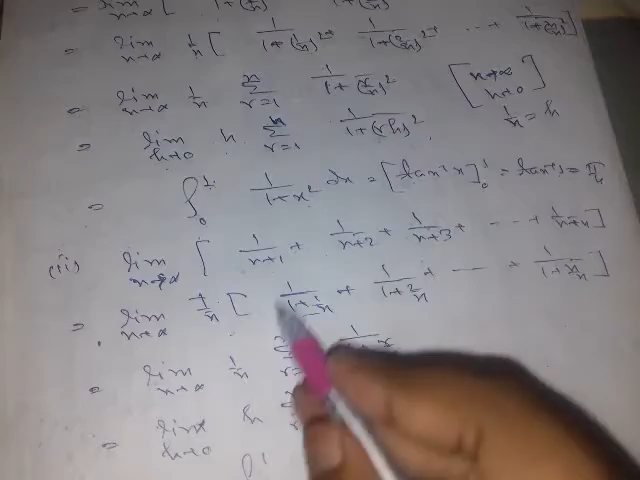 = lim n→∞ 1/n [ 1/(1+(1/n)²) + 1/(1+(2/n)²) + ... + 1/(1+(n/n)²) ]
= lim n→∞ 1/n Σ r=1 n 1/(1+(r/n)²) [ n→∞ h→0 ] 1/n = h
= lim h→0 h Σ r=1 n 1/(1+(rh)²)
= ∫₀¹ 1/(1+x²) dx = [tan⁻¹x]₀¹ = tan⁻¹1 = π/4
(ii) lim n→∞ [ 1/(n+1) + 1/(n+2) + 1/(n+3) + ... + 1/(n+n) ]
= lim n→∞ 1/n [ 1/(1+1/n) + 1/(1+2/n) + ... + 1/(1+n/n) ]
= lim n→∞ 1/n
= lim h→0 h